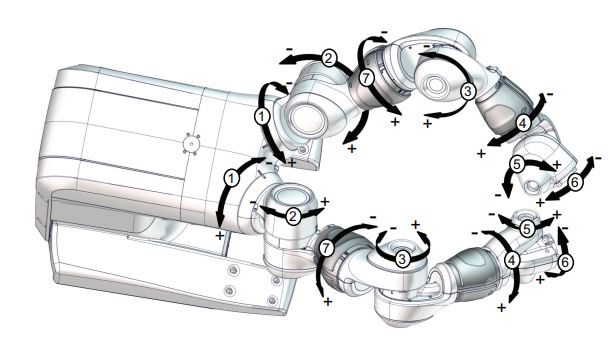 - 2 -
- 7 -
- 3
1
+ + + +
4 -
+
1 - +
5 + -
- 6
- 2 + - +
+ 7 - - 3 + - 5 + -
4 6
+ + +